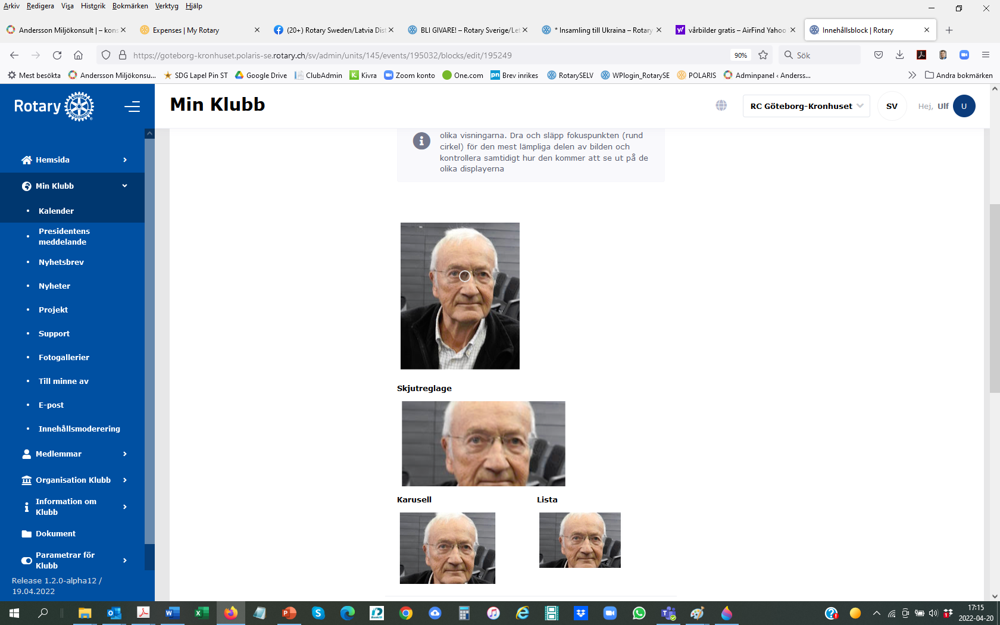 Arkiv Redigera Visa Historik Bokmärken Verktyg Hjälp
Andersson Miljökonsult | – kons
Expenses | My Rotary
(20+) Rotary Sweden/Latvia Dist
BLI GIVARE! – Rotary Sverige/Let
* Insamling till Ukraina – Rotary
vårbilder gratis – AirFind Yahoo
Innehållsblock | Rotary
https://goteborg-kronhuset.polaris-se.rotary.ch/sv/admin/units/145/events/195032/blocks/edit/195249
90%
Sök
Mest besökta
Andersson Miljökonsu...
SDG Lapel Pin ST
Google Drive
ClubAdmin
Kivra
Zoom konto
One.com
Brev inrikes
RotarySELV
WPlogin_RotarySE
POLARIS
Adminpanel ‹ Anderss...
Andra bokmärken
Rotary
Min Klubb
RC Göteborg-Kronhuset
SV
Hej, Ulf
U
Hemsida
Min Klubb
Kalender
Presidentens
meddelande
Nyhetsbrev
Nyheter
Projekt
Support
Fotogallerier
Till minne av
E-post
Innehållsmoderering
Medlemmar
Organisation Klubb
Information om
Klubb
Dokument
Parametrar för
Klubb
Release 1.2.0-alpha12 /
19.04.2022
olika visningarna. Dra och släpp fokuspunkten (rund
cirkel) för den mest lämpliga delen av bilden och
kontrollera samtidigt hur den kommer att se ut på de
olika displayerna
Skjutreglage
Karusell
Lista
17:15
2022-04-20